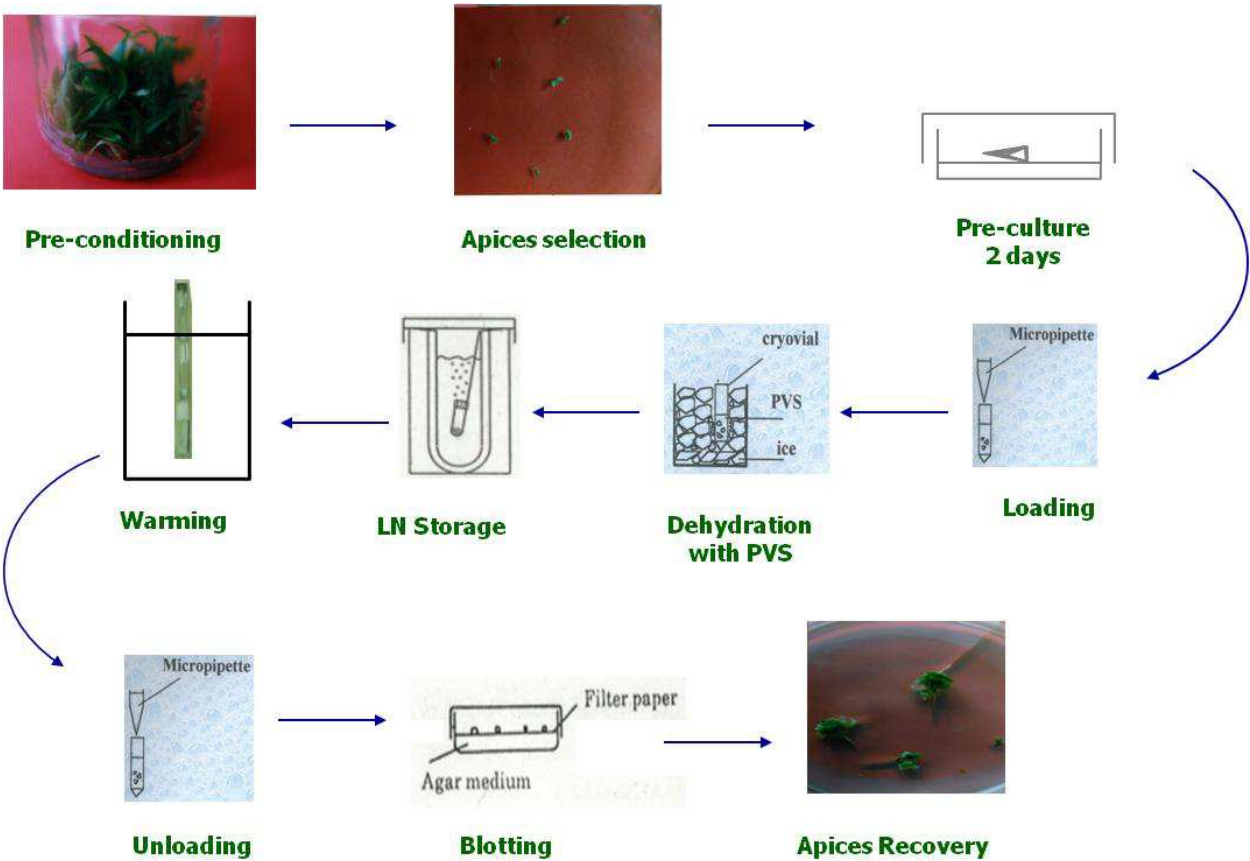 Pre-conditioning
Apices selection
Pre-culture
2 days
Micropipette
Loading
cryovial
PVS
ice
Dehydration
with PVS
LN Storage
Warming
Micropipette
Unloading
Filter paper
Agar medium
Blotting
Apices Recovery